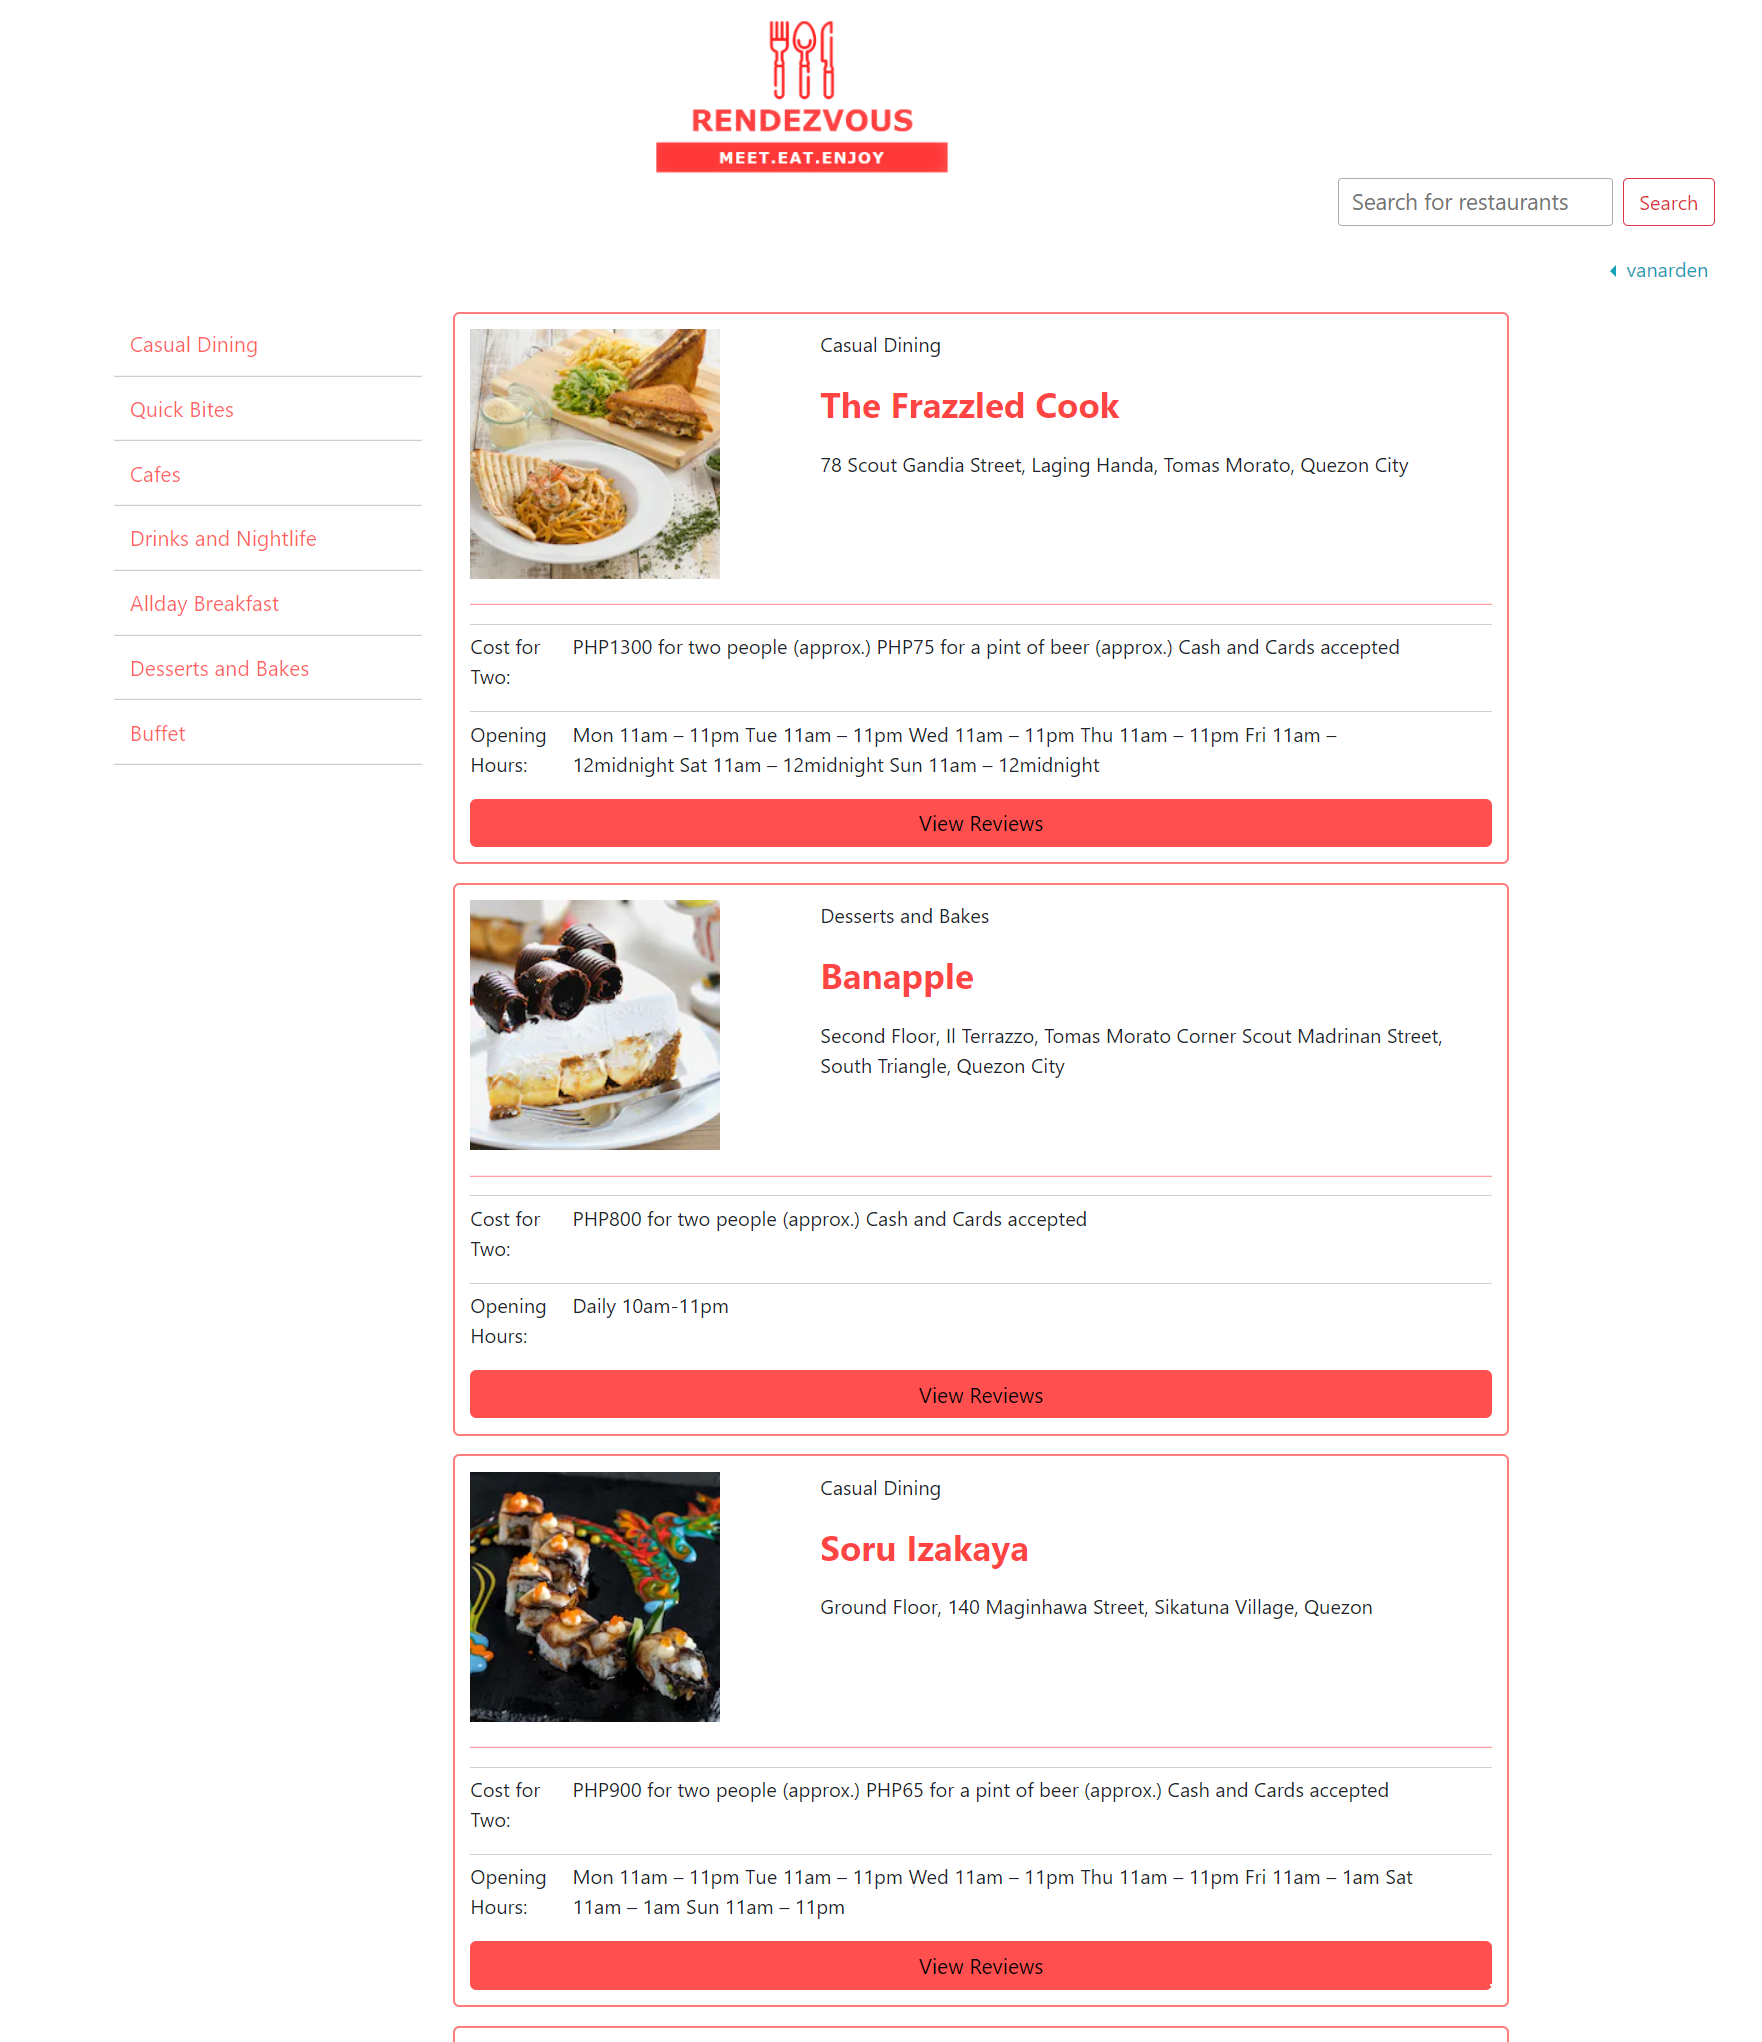 RENDEZVOUS
MEET.EAT.ENJOY
Search for restaurants
Search
vanarden
Casual Dining
Quick Bites
Cafes
Drinks and Nightlife
Allday Breakfast
Desserts and Bakes
Buffet
Casual Dining
The Frazzled Cook
78 Scout Gandia Street, Laging Handa, Tomas Morato, Quezon City
Cost for
Two:
PHP1300 for two people (approx.) PHP75 for a pint of beer (approx.) Cash and Cards accepted
Opening
Hours:
Mon 11am – 11pm Tue 11am – 11pm Wed 11am – 11pm Thu 11am – 11pm Fri 11am –
12midnight Sat 11am – 12midnight Sun 11am – 12midnight
View Reviews
Desserts and Bakes
Banapple
Second Floor, Il Terrazzo, Tomas Morato Corner Scout Madrinan Street,
South Triangle, Quezon City
Cost for
Two:
PHP800 for two people (approx.) Cash and Cards accepted
Opening
Hours:
Daily 10am-11pm
View Reviews
Casual Dining
Soru Izakaya
Ground Floor, 140 Maginhawa Street, Sikatuna Village, Quezon
Cost for
Two:
PHP900 for two people (approx.) PHP65 for a pint of beer (approx.) Cash and Cards accepted
Opening
Hours:
Mon 11am – 11pm Tue 11am – 11pm Wed 11am – 11pm Thu 11am – 11pm Fri 11am – 1am Sat
11am – 1am Sun 11am – 11pm
View Reviews